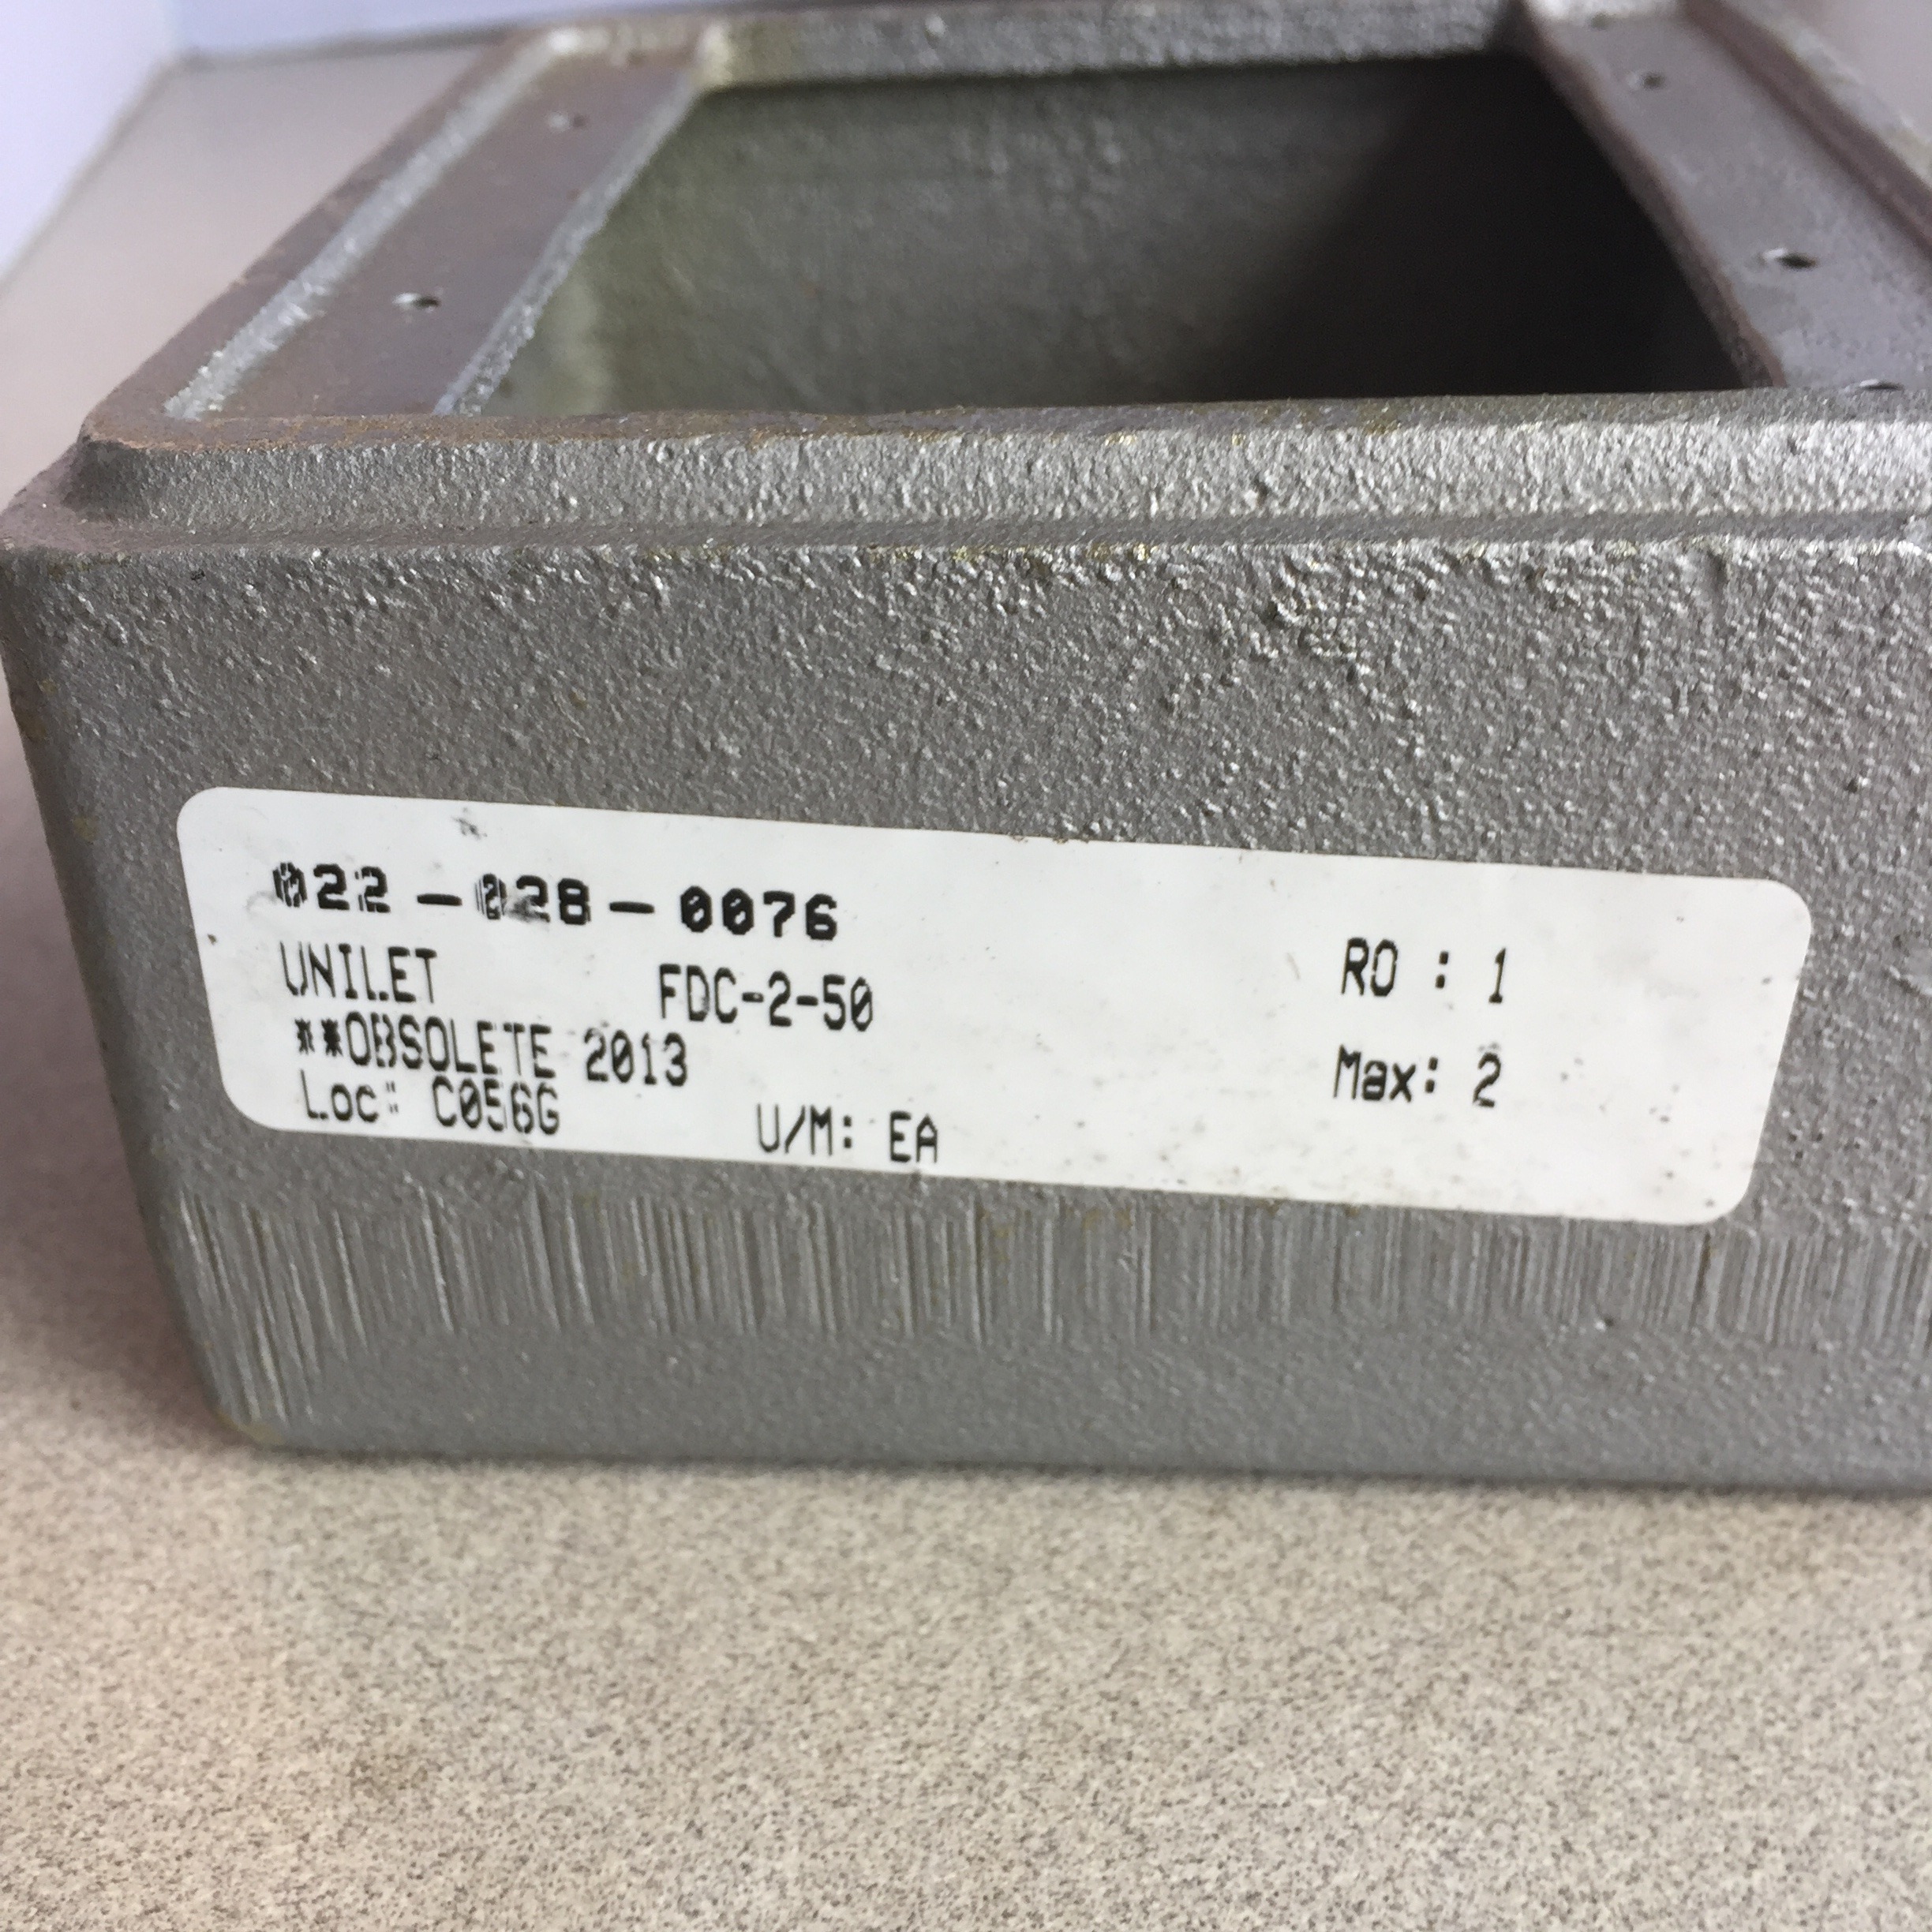 022-028-0076
UNILET FDC-2-50 RO : 1
**OBSOLETE 2013 Max: 2
Loc: C056G U/M: EA